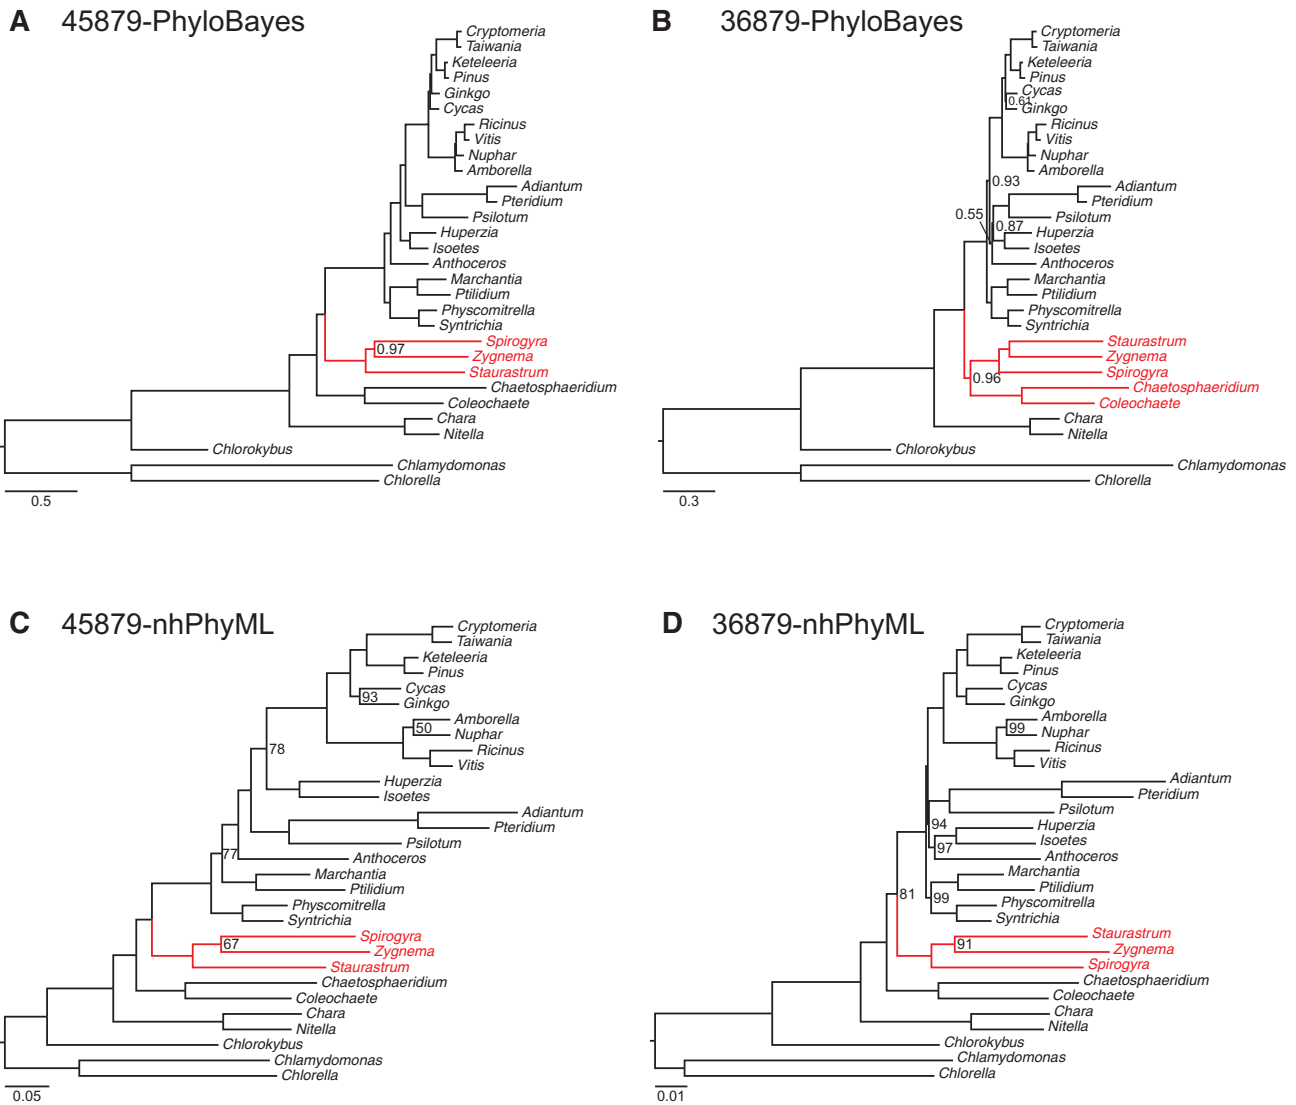 A 45879-PhyloBayes
Cryptomeria
Taiwania
Keteleeria
Pinus
Ginkgo
Cycas
Ricinus
Vitis
Nuphar
Amborella
Adiantum
Pteridium
Psilotum
Huperzia
Isoetes
Anthoceros
Marchantia
Ptilidium
Physcomitrella
Syntrichia
Spirogyra
0.97
Zygnema
Staurastrum
Chaetosphaeridium
Coleochaete
Chara
Nitella
Chlorokybus
Chlamydomonas
Chlorella
0.5
B 36879-PhyloBayes
Cryptomeria
Taiwania
Keteleeria
Pinus
Cycas
0.61
Ginkgo
Ricinus
Vitis
Nuphar
Amborella
0.93
Adiantum
Pteridium
0.55
Psilotum
0.87
Huperzia
Isoetes
Anthoceros
Marchantia
Ptilidium
Physcomitrella
Syntrichia
Staurastrum
Zygnema
Spirogyra
0.96
Chaetosphaeridium
Coleochaete
Chara
Nitella
Chlorokybus
Chlamydomonas
Chlorella
0.3
C 45879-nhPhyML
Cryptomeria
Taiwania
Keteleeria
Pinus
Cycas
93
Ginkgo
Amborella
50
Nuphar
Ricinus
78
Vitis
Huperzia
Isoetes
Adiantum
Pteridium
Psilotum
77
Anthoceros
Marchantia
Ptilidium
Physcomitrella
Syntrichia
Spirogyra
67
Zygnema
Staurastrum
Chaetosphaeridium
Coleochaete
Chara
Nitella
Chlorokybus
Chlamydomonas
Chlorella
0.05
D 36879-nhPhyML
Cryptomeria
Taiwania
Keteleeria
Pinus
Cycas
Ginkgo
Amborella
99
Nuphar
Ricinus
Vitis
Adiantum
Pteridium
Psilotum
94
Huperzia
Isoetes
97
Anthoceros
Marchantia
Ptilidium
81
99
Physcomitrella
Syntrichia
Staurastrum
91
Zygnema
Spirogyra
Chaetosphaeridium
Coleochaete
Chara
Nitella
Chlorokybus
Chlamydomonas
Chlorella
0.01